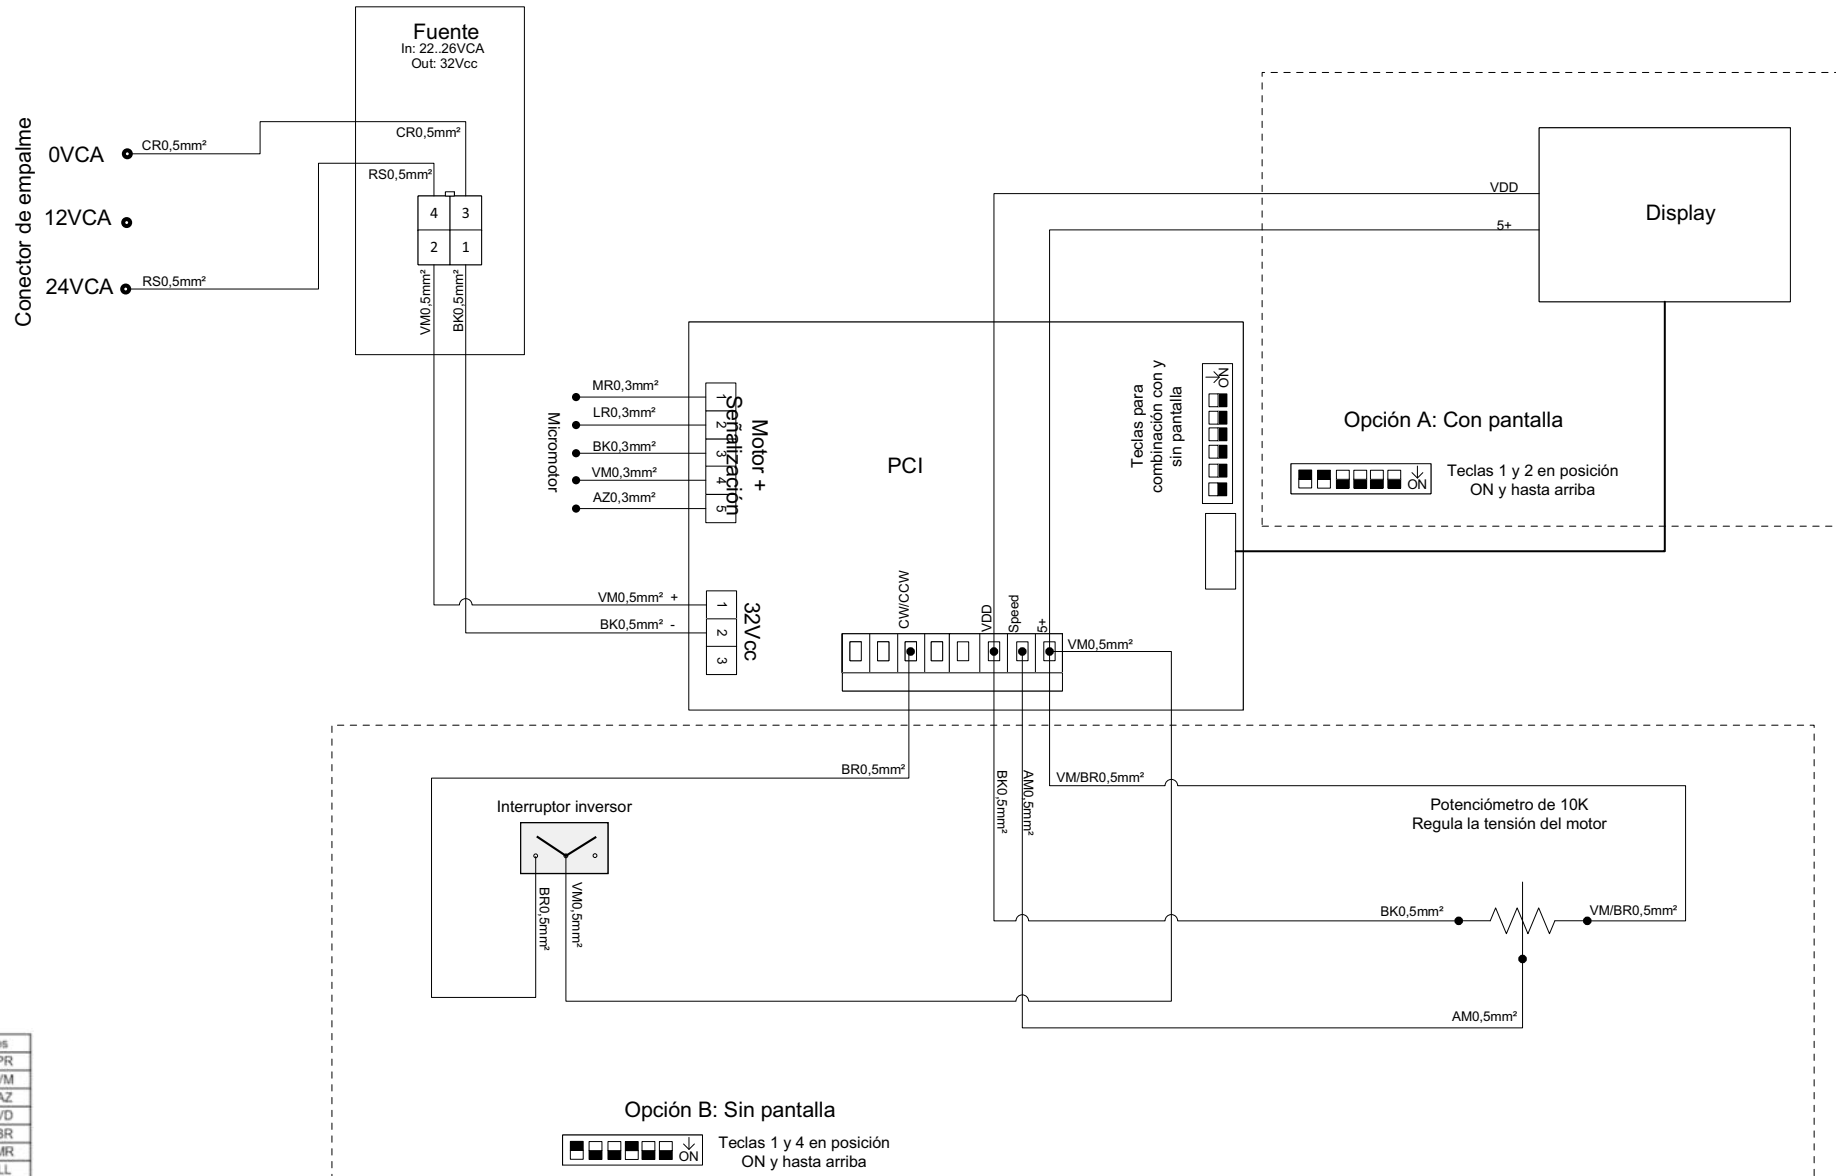 Fuente
In: 22..26VCA
Out: 32Vcc
Conector de empalme
0VCA
CR0,5mm²
CR0,5mm²
RS0,5mm²
12VCA
24VCA
RS0,5mm²
4
3
2
1
VM0,5mm²
BK0,5mm²
VDD
5+
Display
Opción A: Con pantalla
ON
Teclas 1 y 2 en posición
ON y hasta arriba
Micromotor
MR0,3mm²
LR0,3mm²
BK0,3mm²
VM0,3mm²
AZ0,3mm²
1
2
3
4
5
Motor +
Señalización
PCI
Teclas para
combinación con y
sin pantalla
ON
VM0,5mm² +
BK0,5mm² -
1
2
3
32Vcc
CW/CCW
VDD
Speed
5+
VM0,5mm²
BR0,5mm²
BK0,5mm²
AM0,5mm²
VM/BR0,5mm²
Interruptor inversor
BR0,5mm²
VM0,5mm²
Potenciómetro de 10K
Regula la tensión del motor
BK0,5mm²
VM/BR0,5mm²
AM0,5mm²
Opción B: Sin pantalla
ON
Teclas 1 y 4 en posición
ON y hasta arriba
AZ